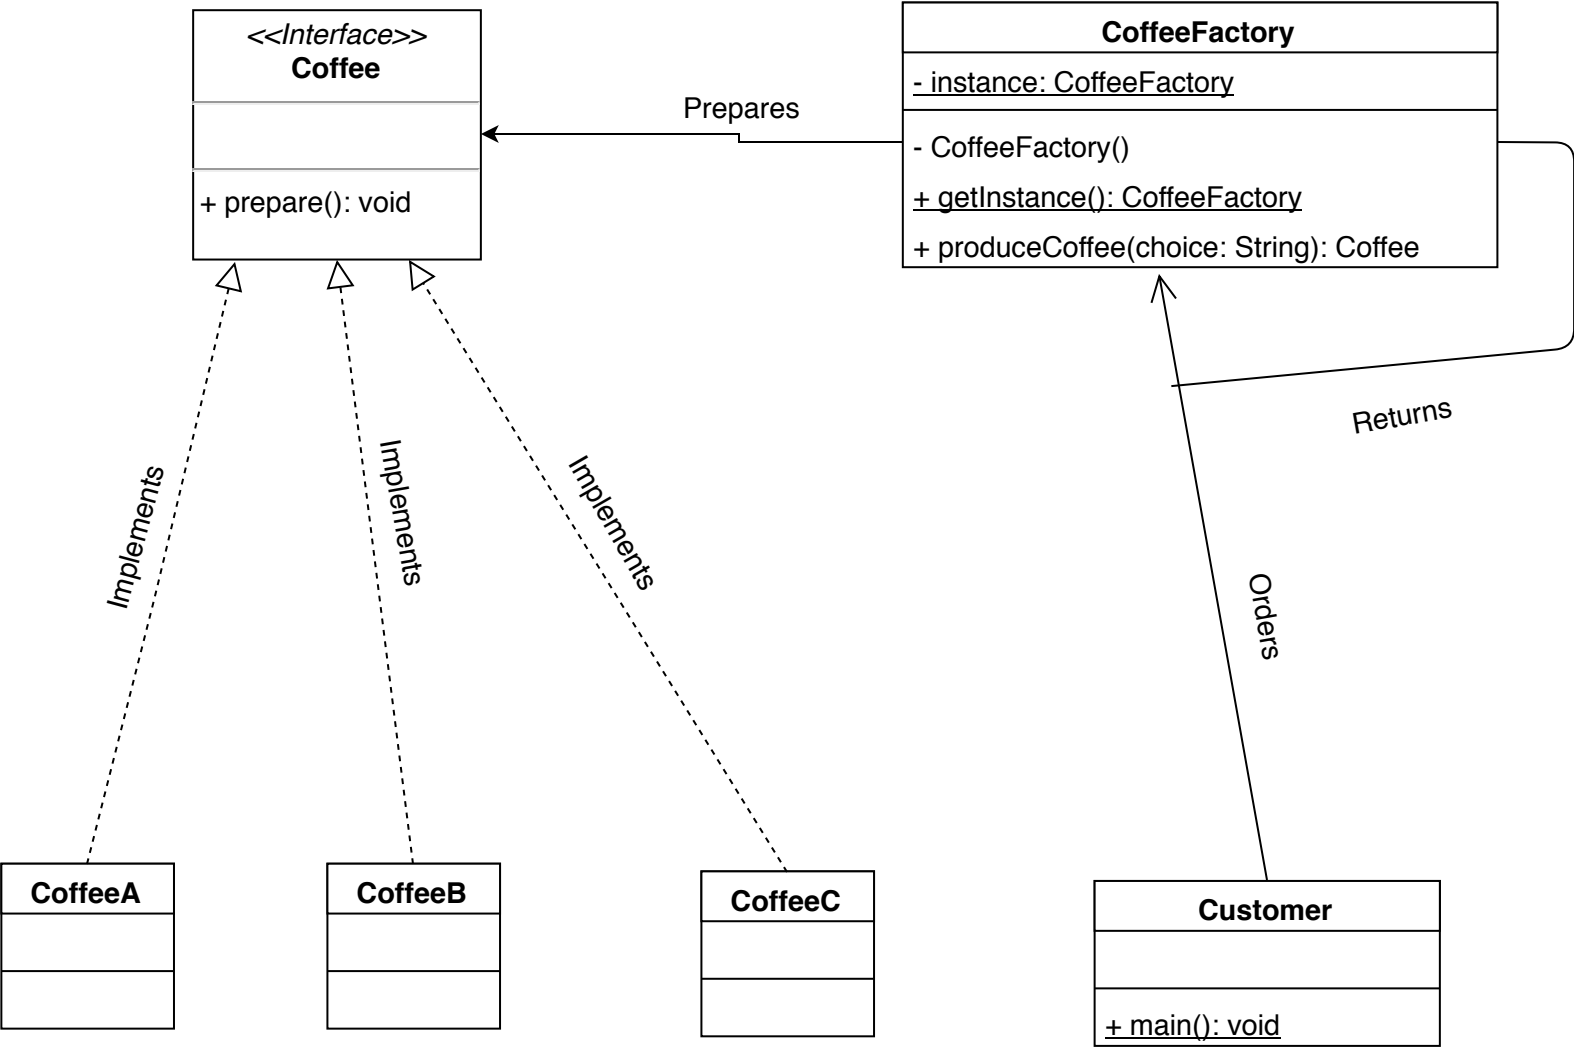 <<Interface>>
Coffee
+ prepare(): void
Prepares
CoffeeFactory
- instance: CoffeeFactory
- CoffeeFactory()
+ getInstance(): CoffeeFactory
+ produceCoffee(choice: String): Coffee
Returns
Implements
Implements
Implements
Orders
CoffeeA
CoffeeB
CoffeeC
Customer
+ main(): void